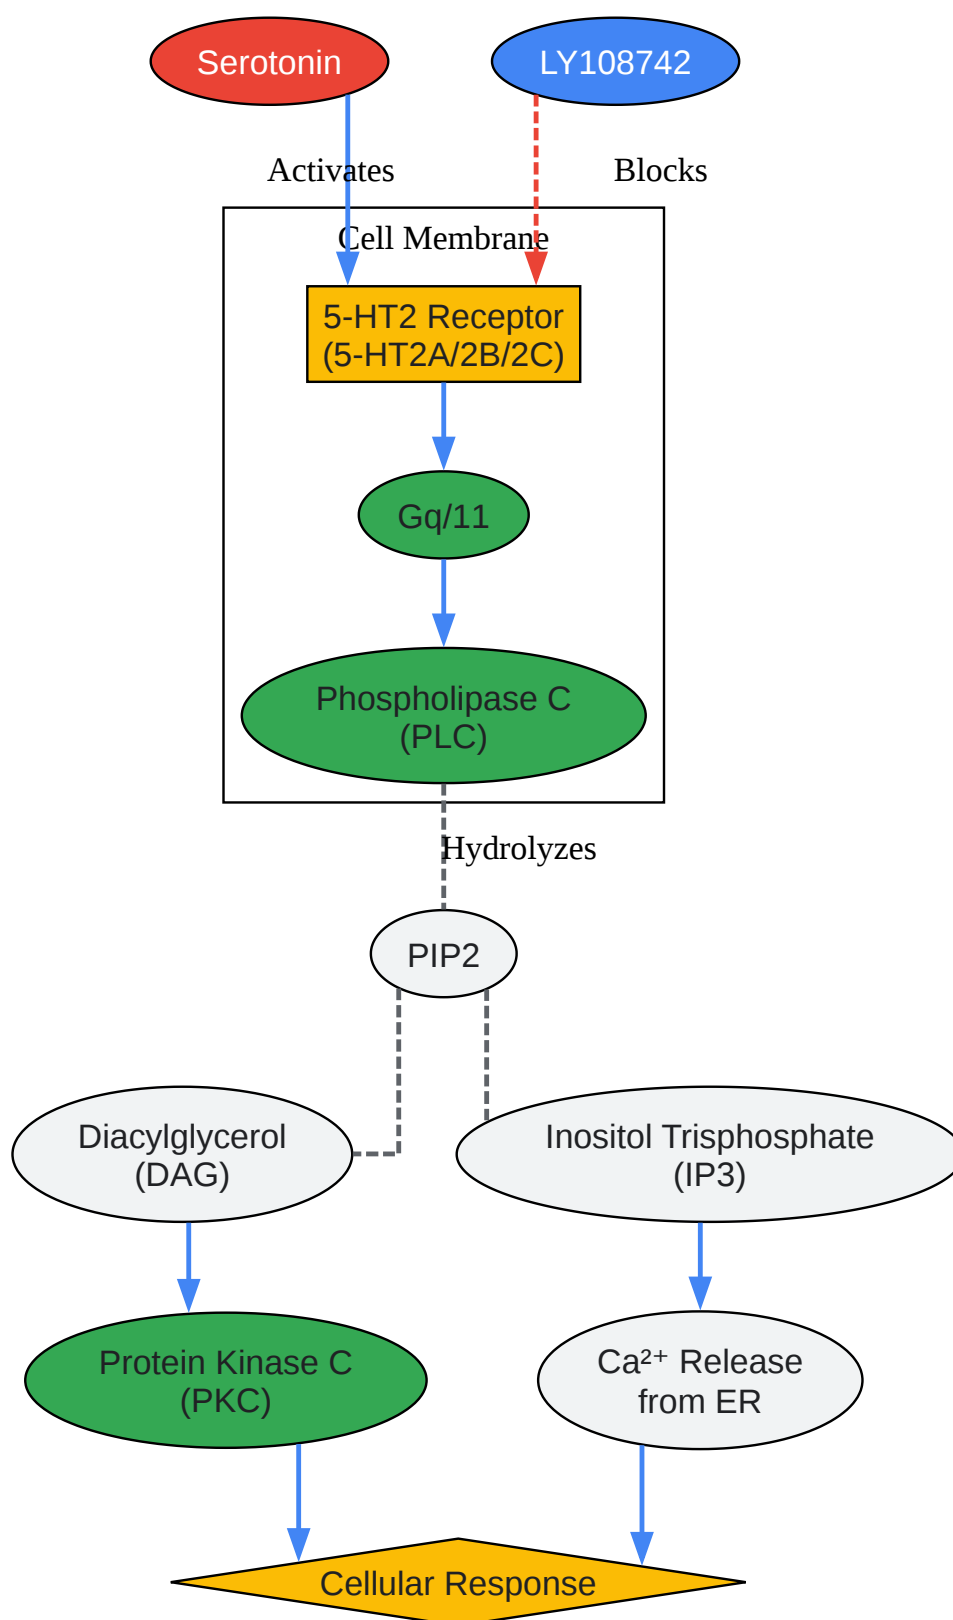 Serotonin
LY108742
Activates
Blocks
Cell Membrane
5-HT2 Receptor
(5-HT2A/2B/2C)
Gq/11
Phospholipase C
(PLC)
Hydrolyzes
PIP2
Diacylglycerol
(DAG)
Inositol Trisphosphate
(IP3)
Protein Kinase C
(PKC)
Ca²⁺ Release
from ER
Cellular Response